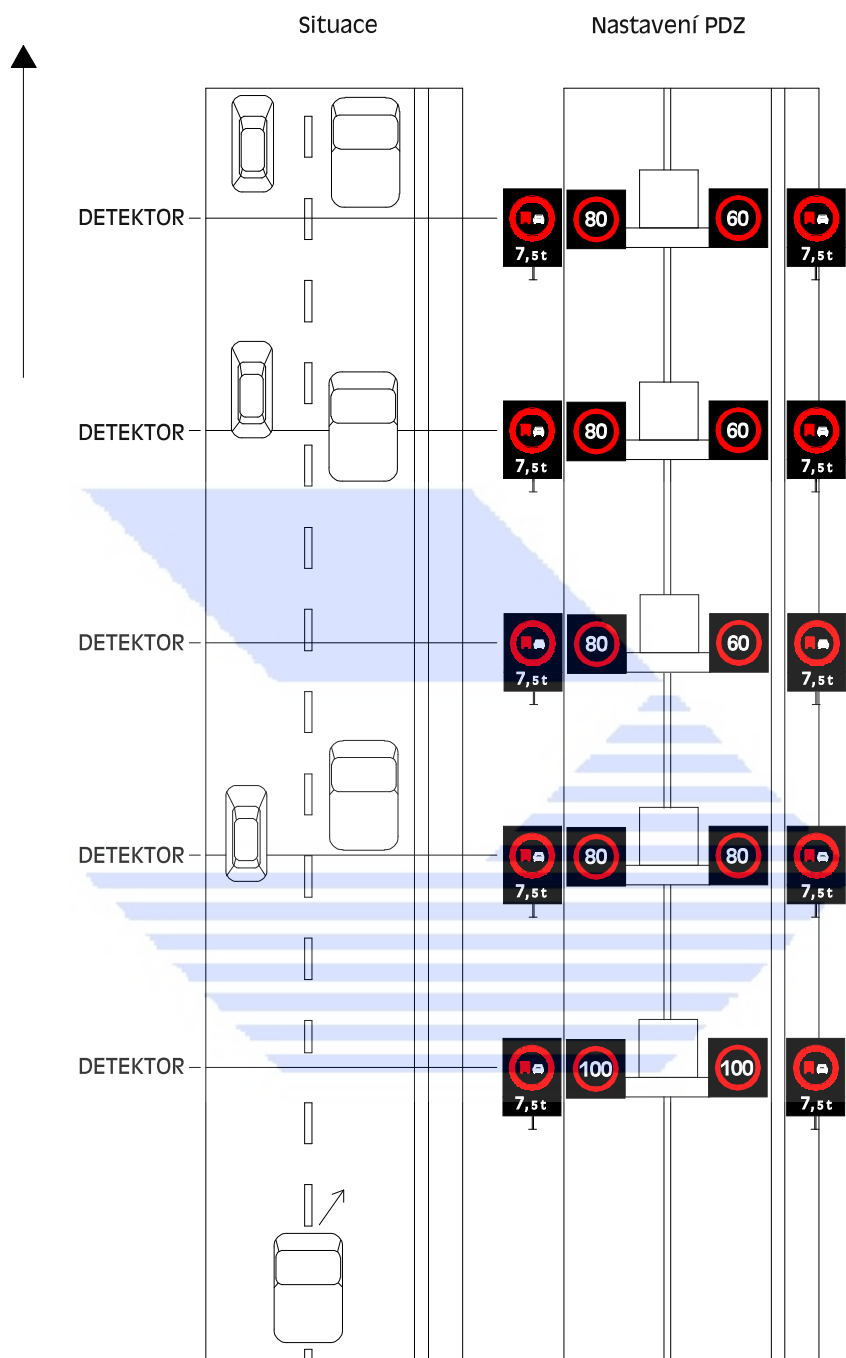 Situace Nastavení PDZ
DETEKTOR 80 60
7,5t 7,5t
DETEKTOR 80 60
7,5t 7,5t
DETEKTOR 80 60
7,5t 7,5t
DETEKTOR 80 80
7,5t 7,5t
DETEKTOR 100 100
7,5t 7,5t